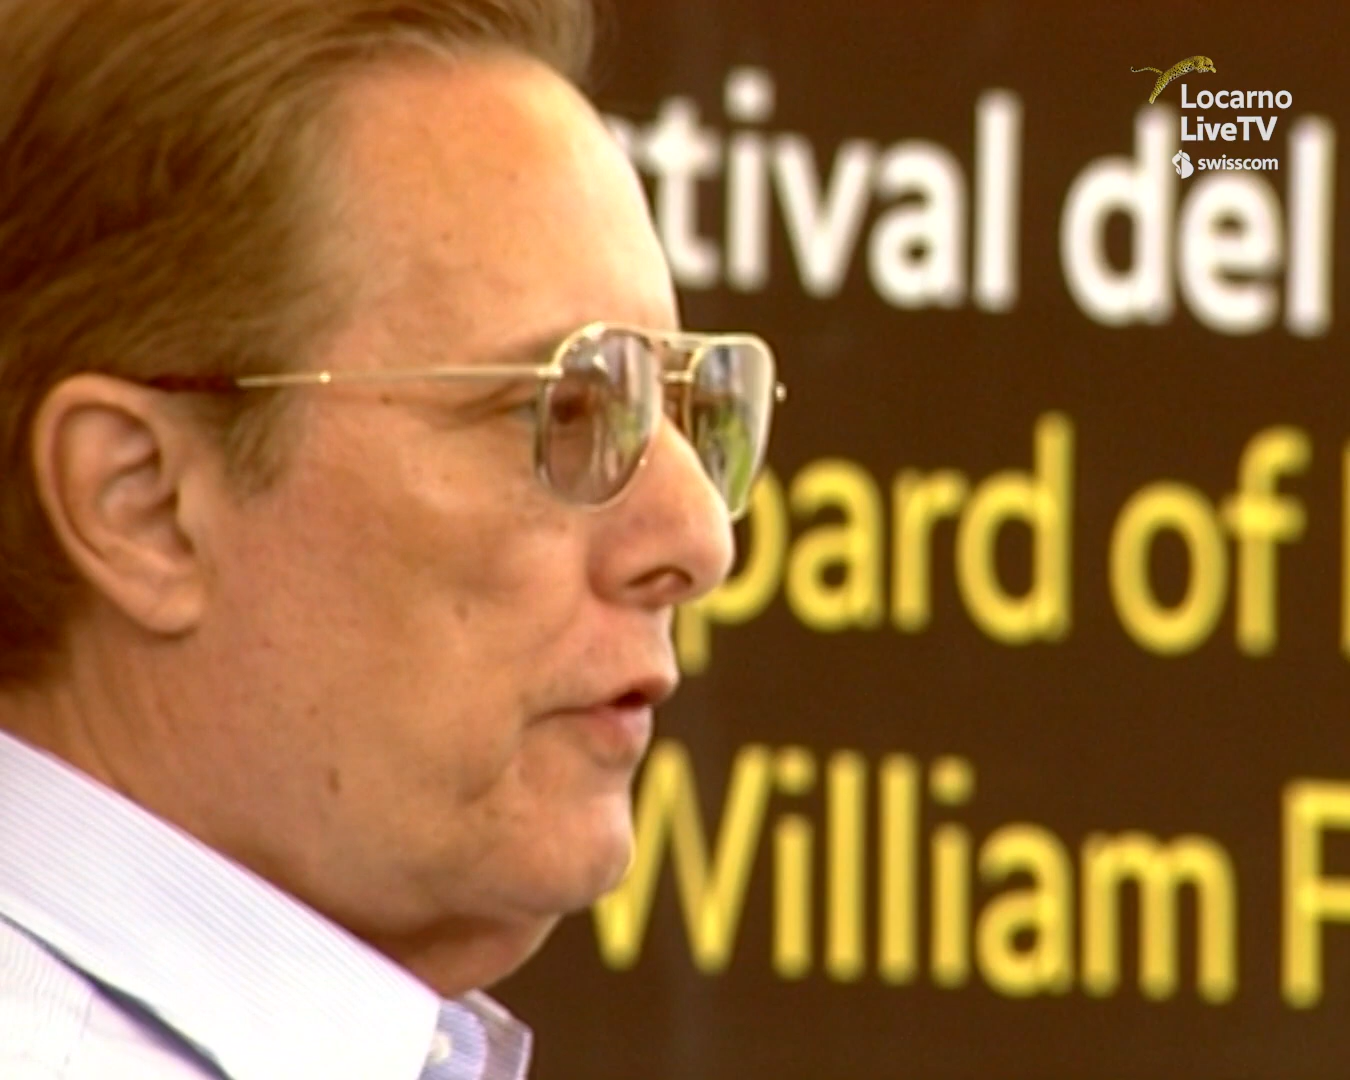 tival del
pard of
William F
Locarno
LiveTV
swisscom